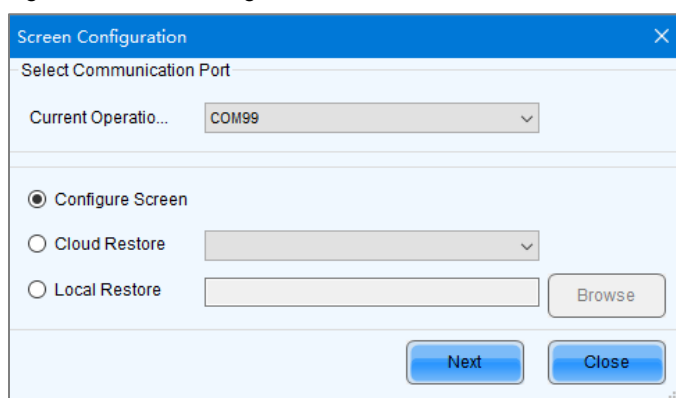 Screen Configuration
Select Communication Port
Current Operatio... COM99
Configure Screen
Cloud Restore
Local Restore Browse
Next Close